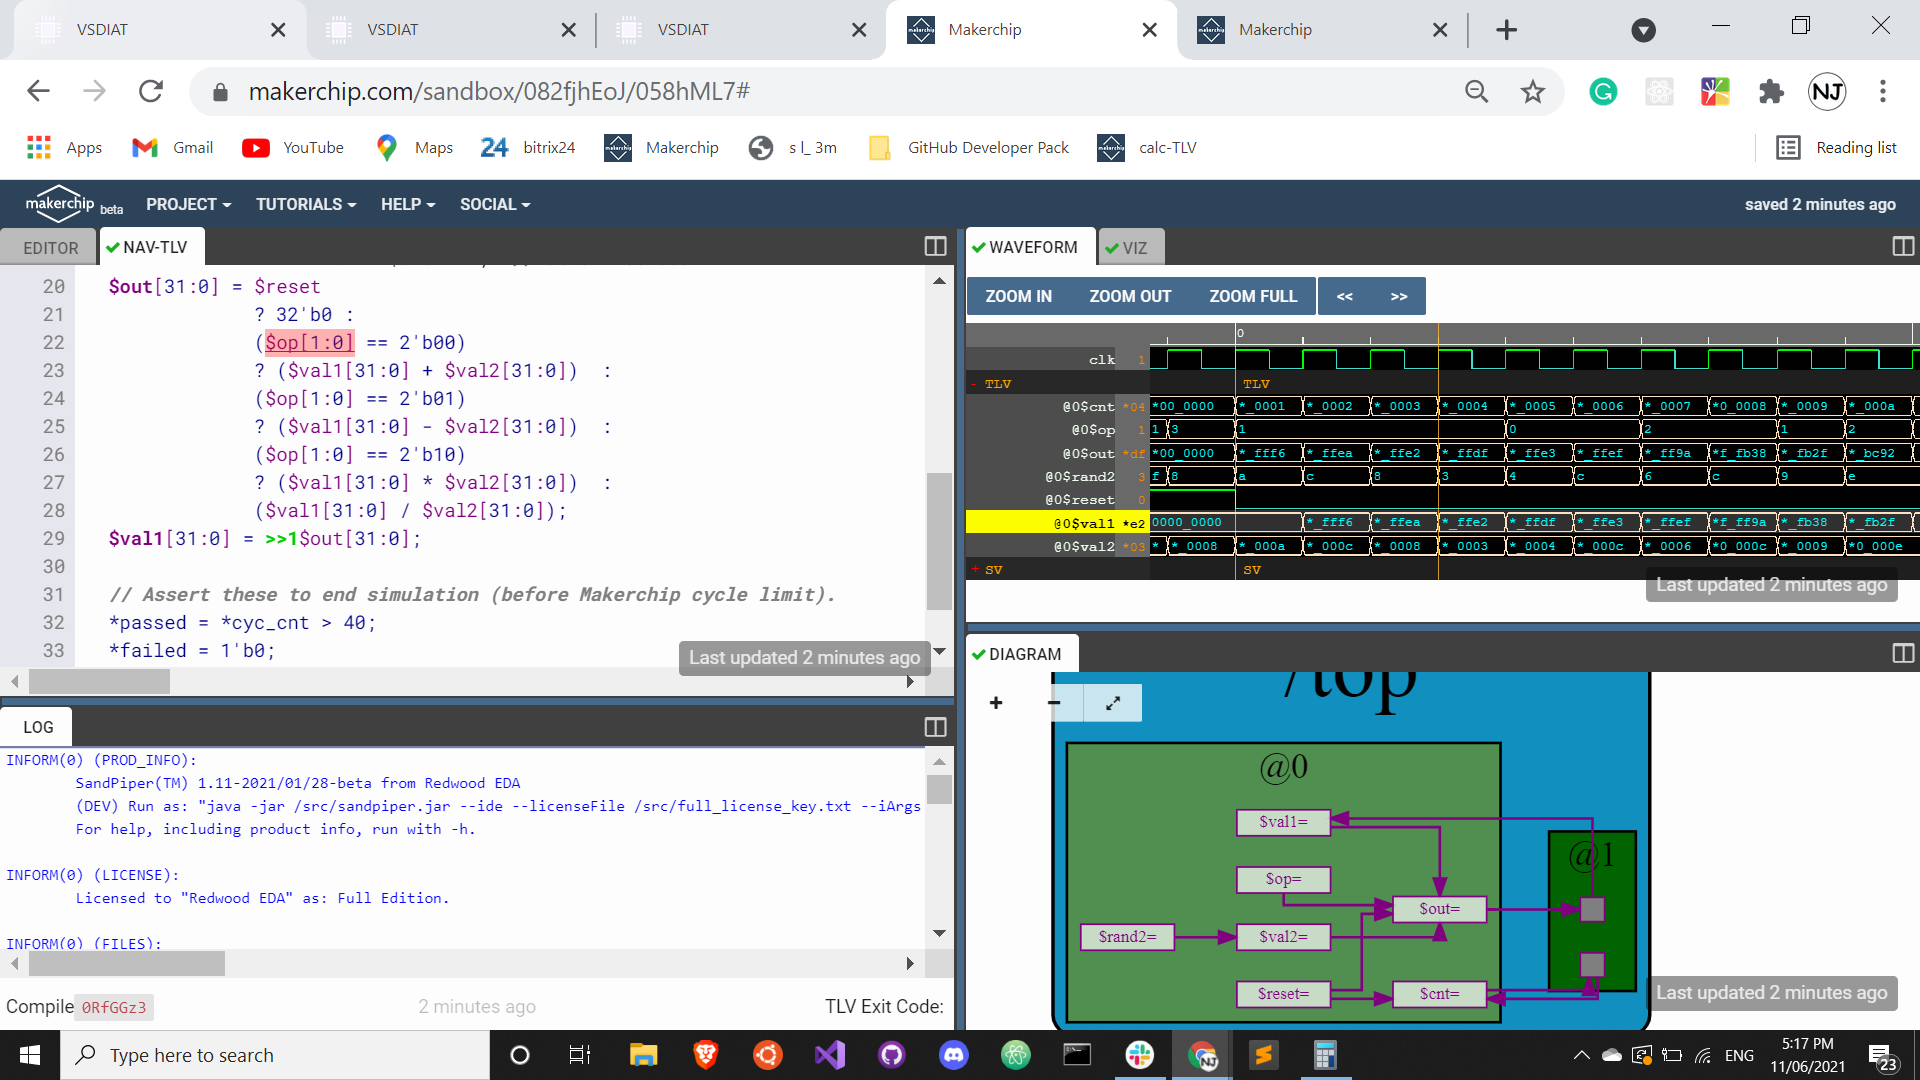 VSDIAT
VSDIAT
VSDIAT
Makerchip
Makerchip
makerchip.com/sandbox/082fjhEoJ/058hML7#
NJ
Apps
Gmail
YouTube
Maps
24 bitrix24
Makerchip
s l_ 3m
GitHub Developer Pack
calc-TLV
Reading list
makerchip beta
PROJECT
TUTORIALS
HELP
SOCIAL
saved 2 minutes ago
EDITOR
NAV-TLV
20 $out[31:0] = $reset
21 ? 32'b0 :
22 ($op[1:0] == 2'b00)
23 ? ($val1[31:0] + $val2[31:0]) :
24 ($op[1:0] == 2'b01)
25 ? ($val1[31:0] - $val2[31:0]) :
26 ($op[1:0] == 2'b10)
27 ? ($val1[31:0] * $val2[31:0]) :
28 ($val1[31:0] / $val2[31:0]);
29 $val1[31:0] = >>1$out[31:0];
30
31 // Assert these to end simulation (before Makerchip cycle limit).
32 *passed = *cyc_cnt > 40;
33 *failed = 1'b0;
Last updated 2 minutes ago
LOG
INFORM(0) (PROD_INFO):
SandPiper(TM) 1.11-2021/01/28-beta from Redwood EDA
(DEV) Run as: "java -jar /src/sandpiper.jar --ide --licenseFile /src/full_license_key.txt --iArgs
For help, including product info, run with -h.
INFORM(0) (LICENSE):
Licensed to "Redwood EDA" as: Full Edition.
INFORM(0) (FILES):
Compile 0RfGGz3
2 minutes ago
TLV Exit Code:
WAVEFORM
VIZ
ZOOM IN
ZOOM OUT
ZOOM FULL
<<
>>
0
clk 1
- TLV TLV
@0$cnt *04 *00_0000 *_0001 *_0002 *_0003 *_0004 *_0005 *_0006 *_0007 *0_0008 *_0009 *_000a
@0$op 1 1 3 1 0 2 1 2
@0$out *df *00_0000 *_fff6 *_ffea *_ffe2 *_ffdf *_ffe3 *_ffef *_ff9a *f_fb38 *_fb2f *_bc92
@0$rand2 3 f 8 a c 8 3 4 c 6 c 9 e
@0$reset 0
@0$val1 *e2 0000_0000 *_fff6 *_ffea *_ffe2 *_ffdf *_ffe3 *_ffef *f_ff9a *_fb38 *_fb2f
@0$val2 *03 * *_0008 *_000a *_000c *_0008 *_0003 *_0004 *_000c *_0006 *0_000c *_0009 *0_000e
+ SV SV
Last updated 2 minutes ago
DIAGRAM
+
−
/top
@0
@1
$val1=
$op=
$out=
$rand2=
$val2=
$reset=
$cnt=
Last updated 2 minutes ago
Type here to search
NJ
ENG
5:17 PM
11/06/2021
23